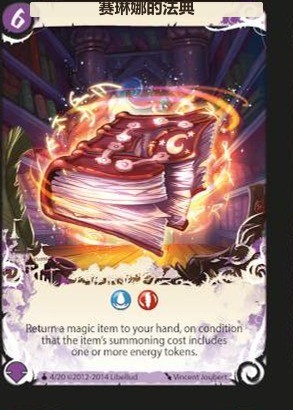 赛琳娜的法典
6
Return a magic item to your hand, on condition
that the item's summoning cost includes
one or more energy tokens.
4/20 ©2012-2014 Libellud
Vincent Joubert